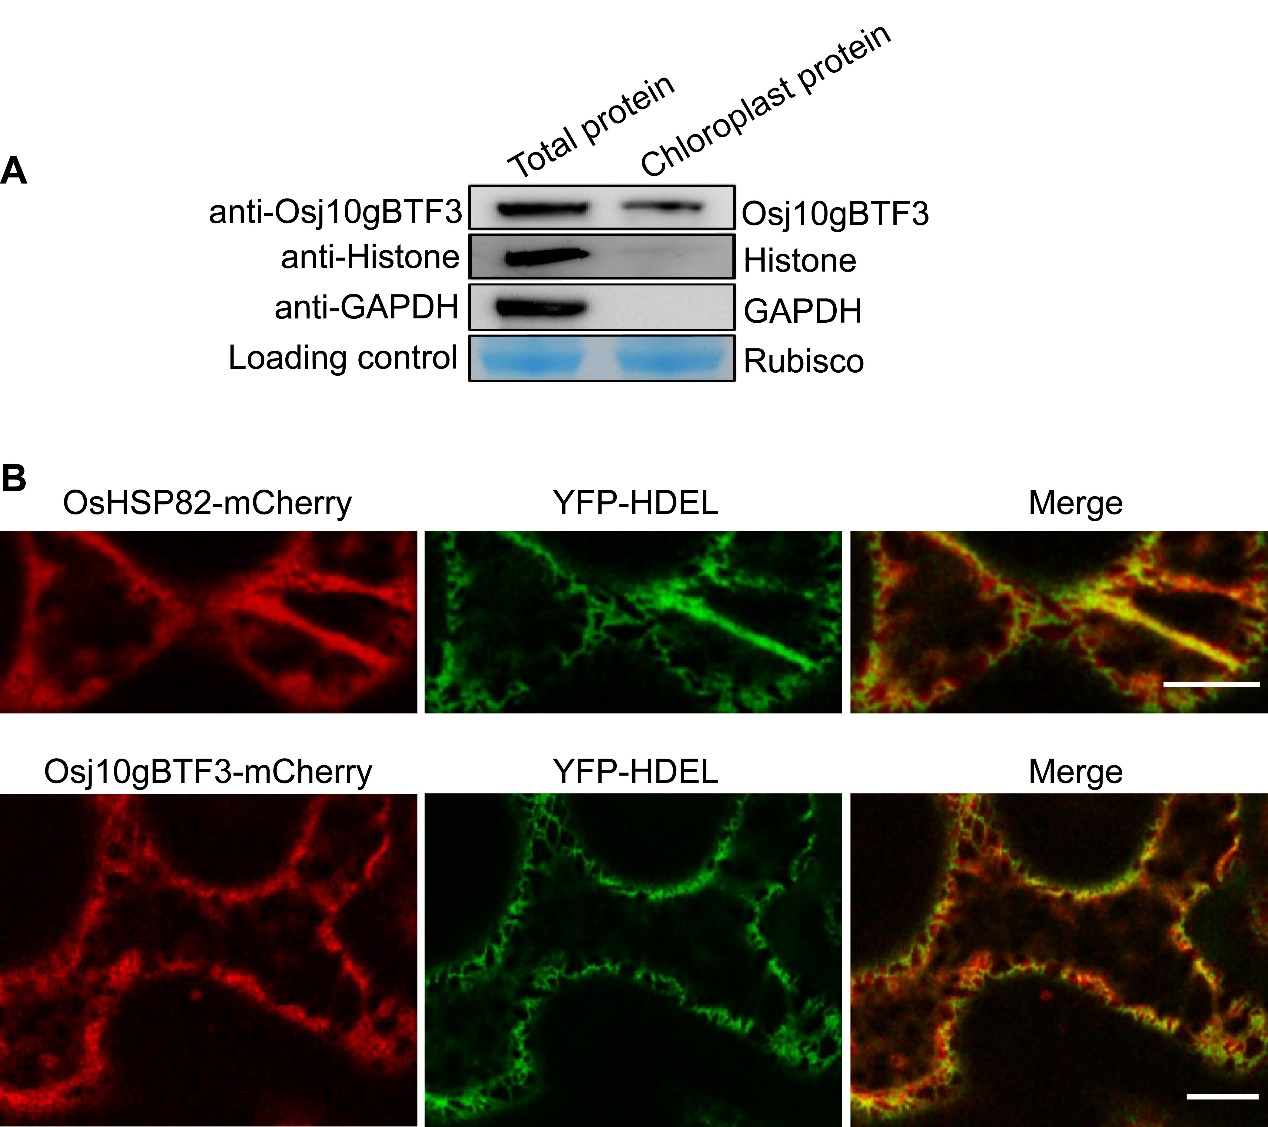 A
Total protein
Chloroplast protein
anti-Osj10gBTF3
Osj10gBTF3
anti-Histone
Histone
anti-GAPDH
GAPDH
Loading control
Rubisco
B
OsHSP82-mCherry
YFP-HDEL
Merge
Osj10gBTF3-mCherry
YFP-HDEL
Merge